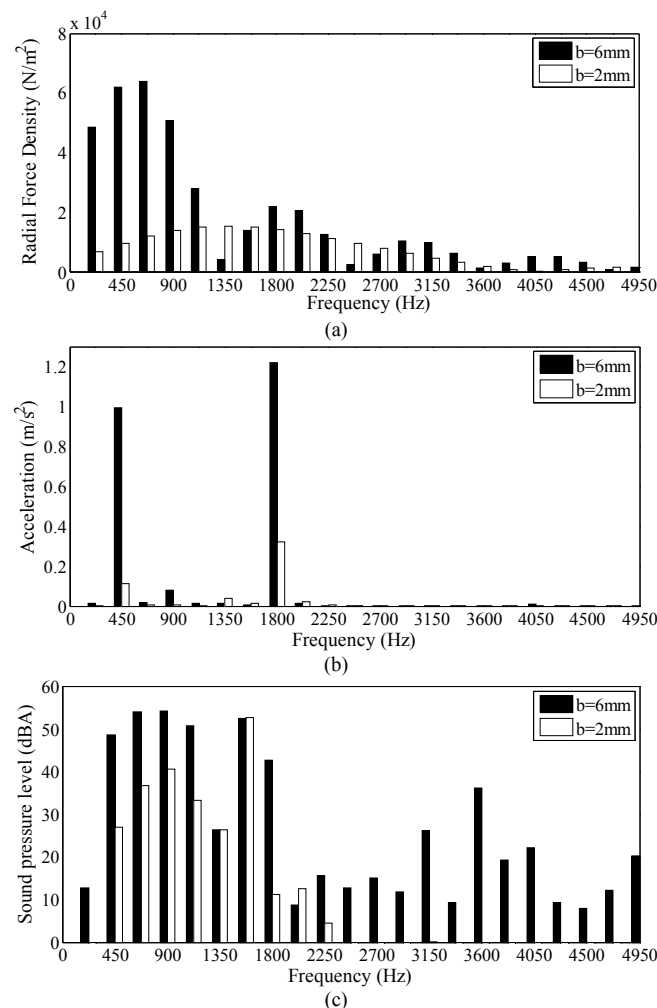 x 10^4
8
6
4
2
0
Radial Force Density (N/m^2)
b=6mm
b=2mm
0 450 900 1350 1800 2250 2700 3150 3600 4050 4500 4950
Frequency (Hz)
(a)
1.2
1
0.8
0.6
0.4
0.2
0
Acceleration (m/s^2)
b=6mm
b=2mm
0 450 900 1350 1800 2250 2700 3150 3600 4050 4500 4950
Frequency (Hz)
(b)
60
50
40
30
20
10
0
Sound pressure level (dBA)
b=6mm
b=2mm
0 450 900 1350 1800 2250 2700 3150 3600 4050 4500 4950
Frequency (Hz)
(c)